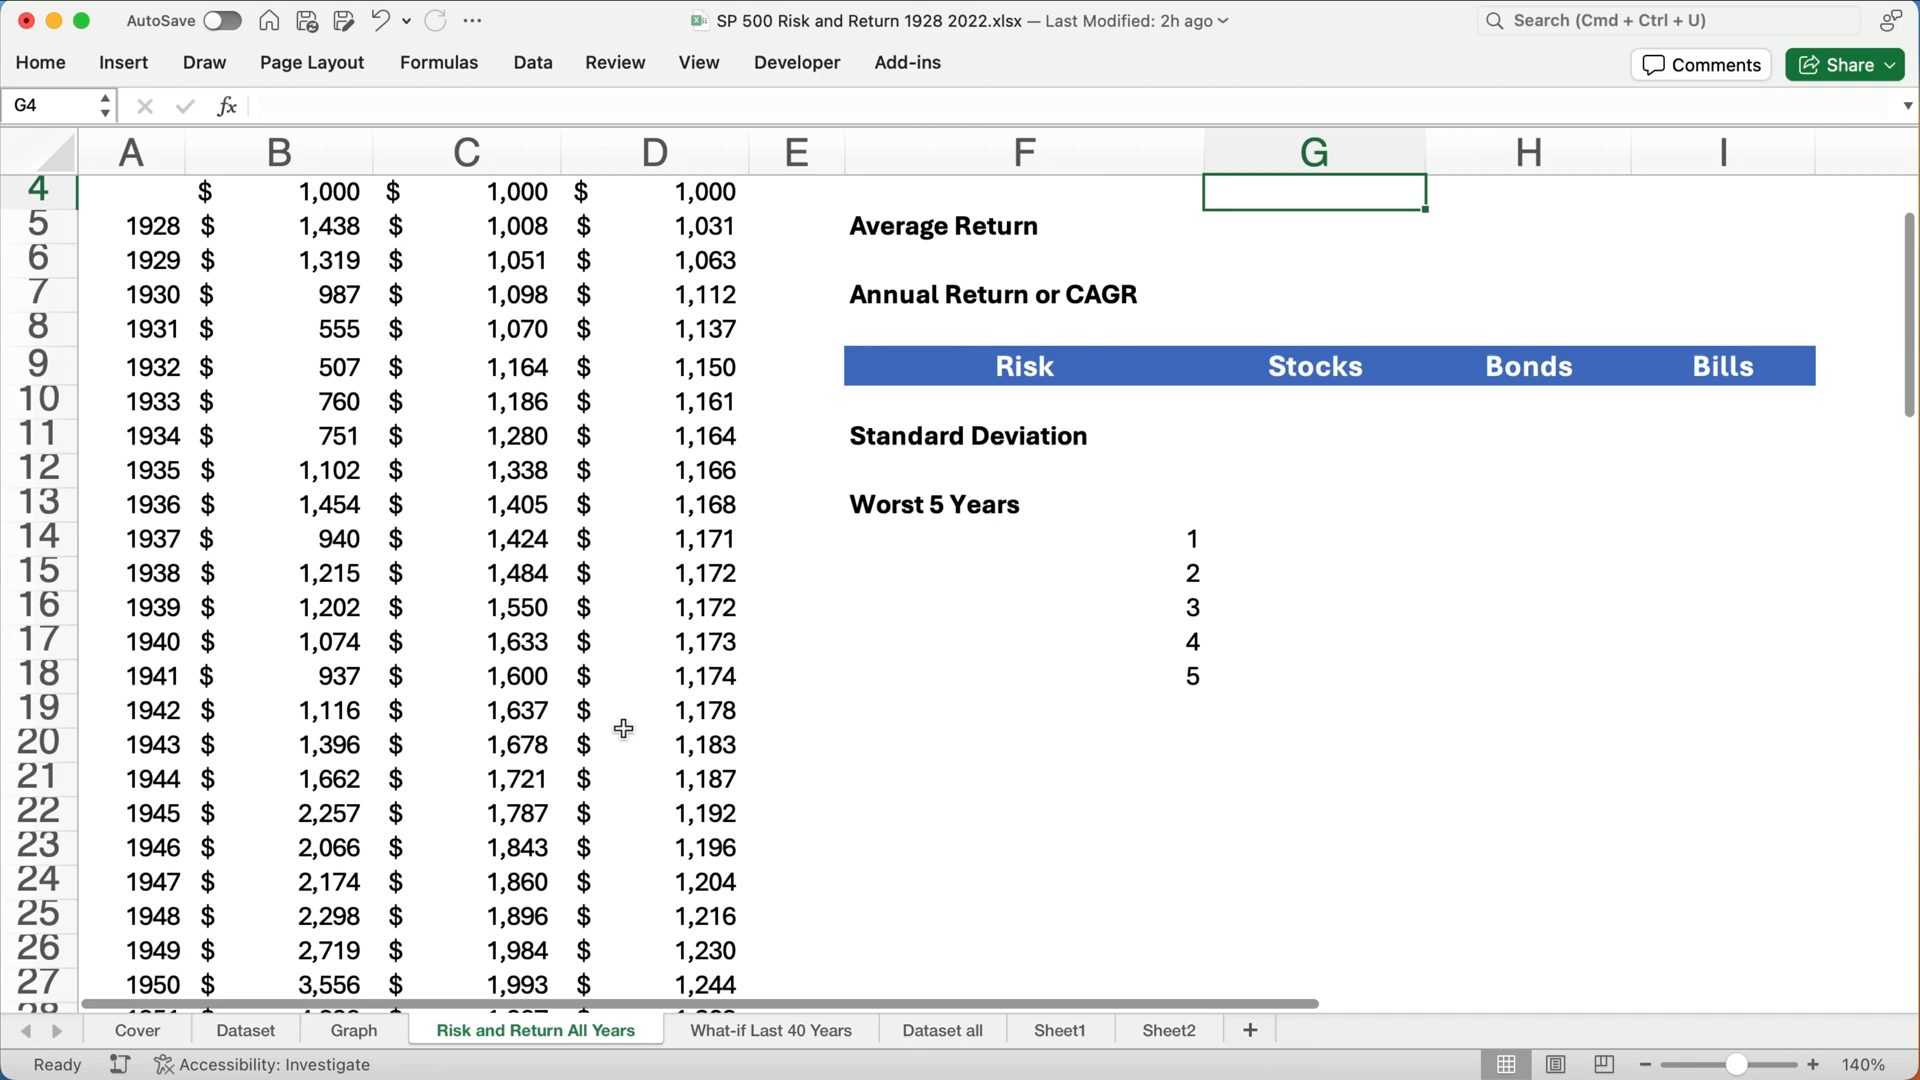 AutoSave
SP 500 Risk and Return 1928 2022.xlsx — Last Modified: 2h ago
Search (Cmd + Ctrl + U)
Home Insert Draw Page Layout Formulas Data Review View Developer Add-ins
Comments Share
G4 fx
A B C D E F G H I
4 $ 1,000 $ 1,000 $ 1,000
5 1928 $ 1,438 $ 1,008 $ 1,031 Average Return
6 1929 $ 1,319 $ 1,051 $ 1,063
7 1930 $ 987 $ 1,098 $ 1,112 Annual Return or CAGR
8 1931 $ 555 $ 1,070 $ 1,137
9 1932 $ 507 $ 1,164 $ 1,150 Risk Stocks Bonds Bills
10 1933 $ 760 $ 1,186 $ 1,161
11 1934 $ 751 $ 1,280 $ 1,164 Standard Deviation
12 1935 $ 1,102 $ 1,338 $ 1,166
13 1936 $ 1,454 $ 1,405 $ 1,168 Worst 5 Years
14 1937 $ 940 $ 1,424 $ 1,171 1
15 1938 $ 1,215 $ 1,484 $ 1,172 2
16 1939 $ 1,202 $ 1,550 $ 1,172 3
17 1940 $ 1,074 $ 1,633 $ 1,173 4
18 1941 $ 937 $ 1,600 $ 1,174 5
19 1942 $ 1,116 $ 1,637 $ 1,178
20 1943 $ 1,396 $ 1,678 $ 1,183
21 1944 $ 1,662 $ 1,721 $ 1,187
22 1945 $ 2,257 $ 1,787 $ 1,192
23 1946 $ 2,066 $ 1,843 $ 1,196
24 1947 $ 2,174 $ 1,860 $ 1,204
25 1948 $ 2,298 $ 1,896 $ 1,216
26 1949 $ 2,719 $ 1,984 $ 1,230
27 1950 $ 3,556 $ 1,993 $ 1,244
Cover Dataset Graph Risk and Return All Years What-if Last 40 Years Dataset all Sheet1 Sheet2 +
Ready Accessibility: Investigate 140%